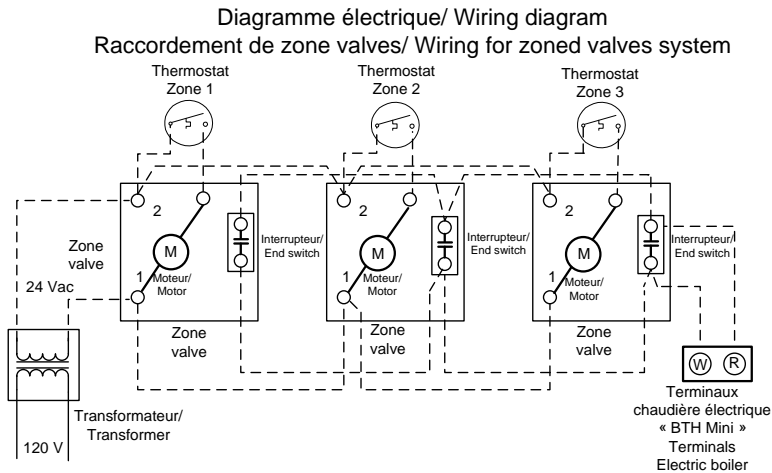 Diagramme électrique/ Wiring diagram
Raccordement de zone valves/ Wiring for zoned valves system
Thermostat
Zone 1
Thermostat
Zone 2
Thermostat
Zone 3
2
2
2
M
M
M
Interrupteur/
End switch
Interrupteur/
End switch
Interrupteur/
End switch
Zone
valve
1
Moteur/
Motor
1
Moteur/
Motor
1
Moteur/
Motor
24 Vac
Zone
valve
Zone
valve
Zone
valve
W
R
Transformateur/
Transformer
120 V
Terminaux
chaudière électrique
« BTH Mini »
Terminals
Electric boiler